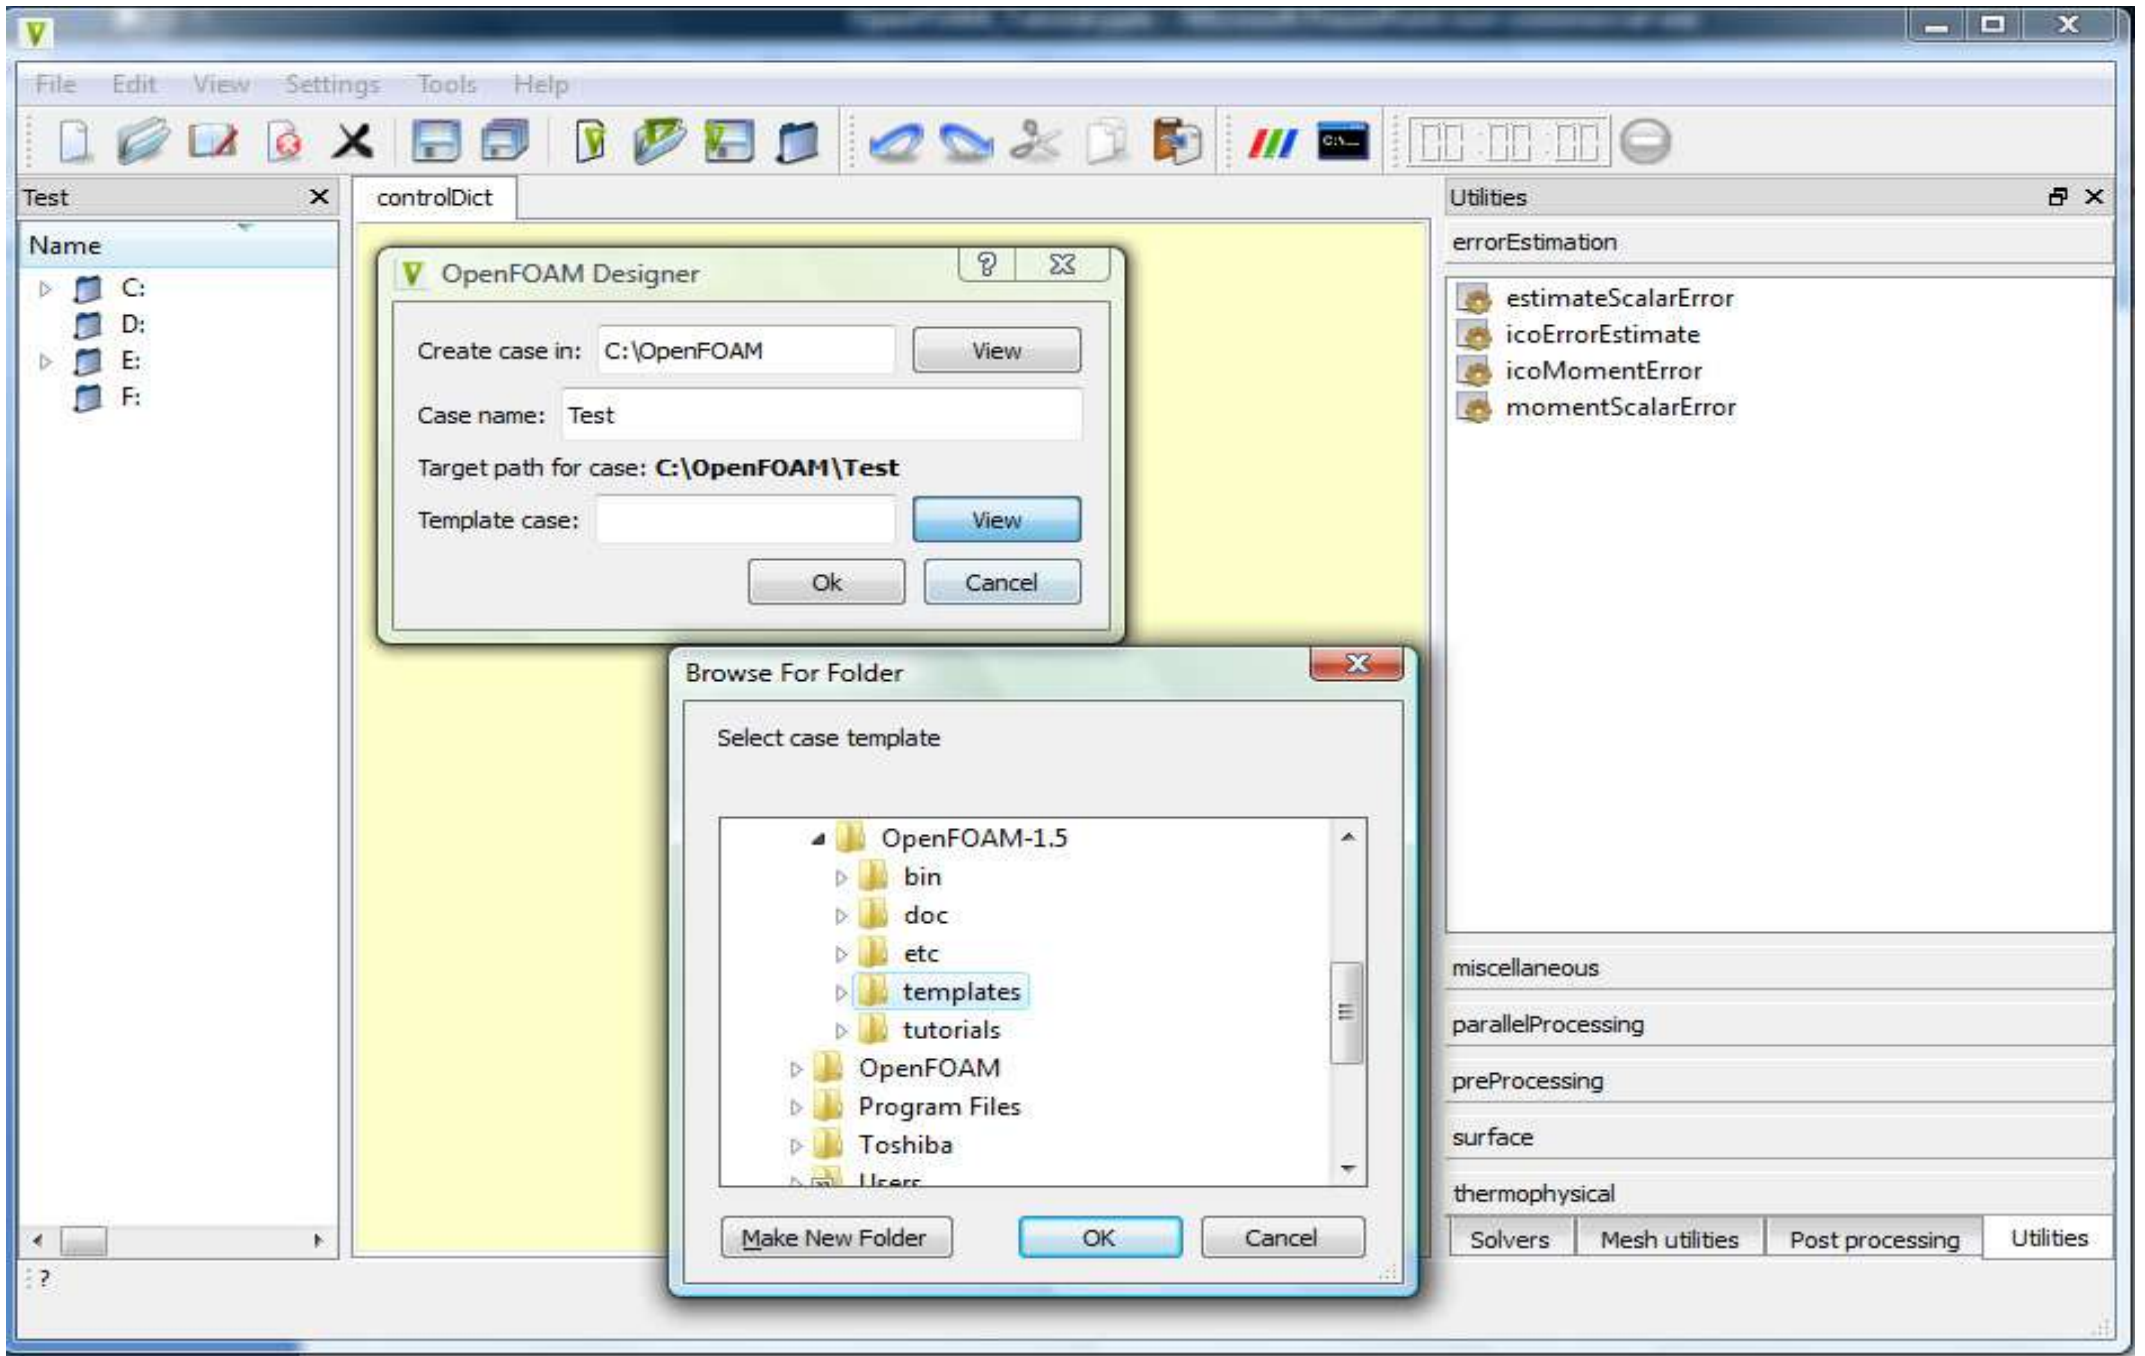 File Edit View Settings Tools Help
C:\_
Test
controlDict
Utilities
Name
C:
D:
E:
F:
OpenFOAM Designer
Create case in: C:\OpenFOAM View
Case name: Test
Target path for case: C:\OpenFOAM\Test
Template case: View
Ok Cancel
Browse For Folder
Select case template
OpenFOAM-1.5
bin
doc
etc
templates
tutorials
OpenFOAM
Program Files
Toshiba
Users
Make New Folder OK Cancel
errorEstimation
estimateScalarError
icoErrorEstimate
icoMomentError
momentScalarError
miscellaneous
parallelProcessing
preProcessing
surface
thermophysical
Solvers Mesh utilities Post processing Utilities
?